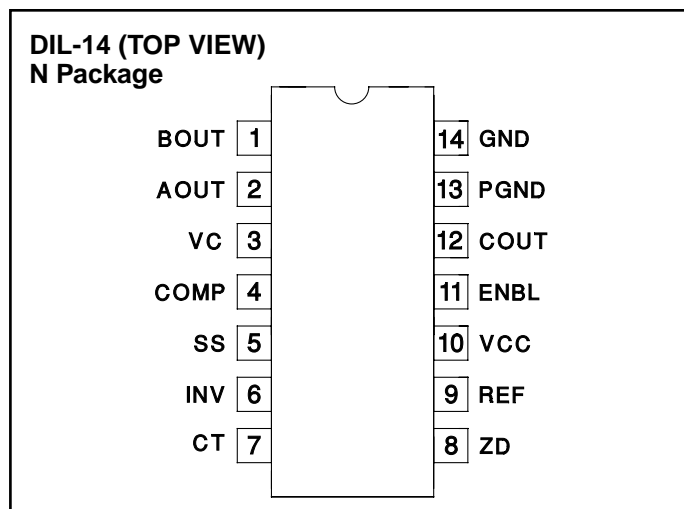 DIL-14 (TOP VIEW)
N Package
BOUT 1 14 GND
AOUT 2 13 PGND
VC 3 12 COUT
COMP 4 11 ENBL
SS 5 10 VCC
INV 6 9 REF
CT 7 8 ZD